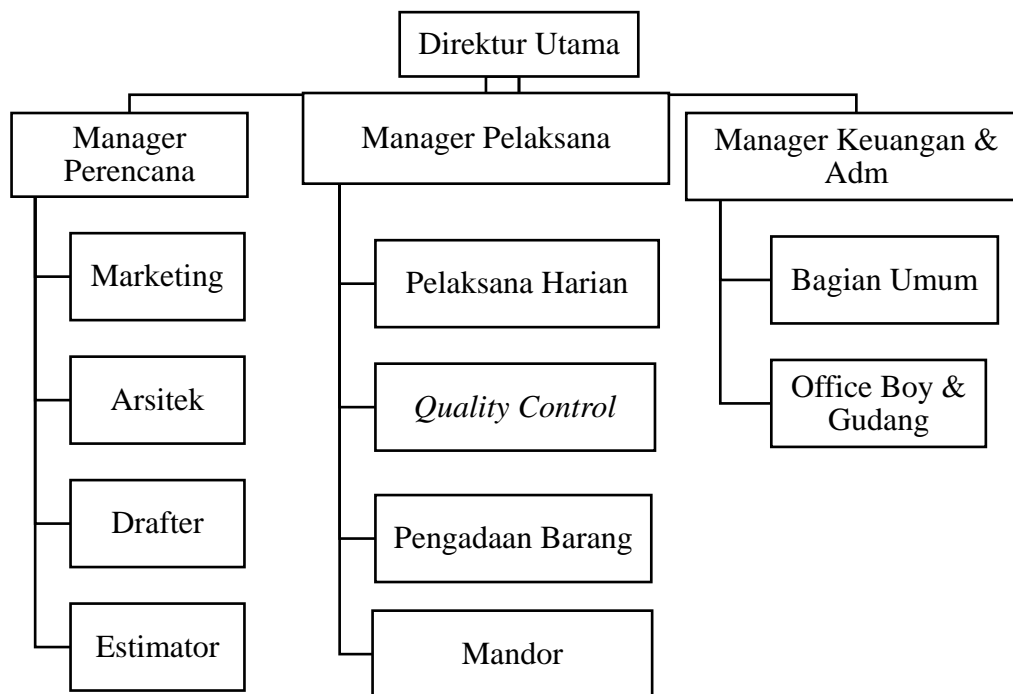 Direktur Utama
Manager
Perencana
Marketing
Arsitek
Drafter
Estimator
Manager Pelaksana
Pelaksana Harian
Quality Control
Pengadaan Barang
Mandor
Manager Keuangan &
Adm
Bagian Umum
Office Boy &
Gudang